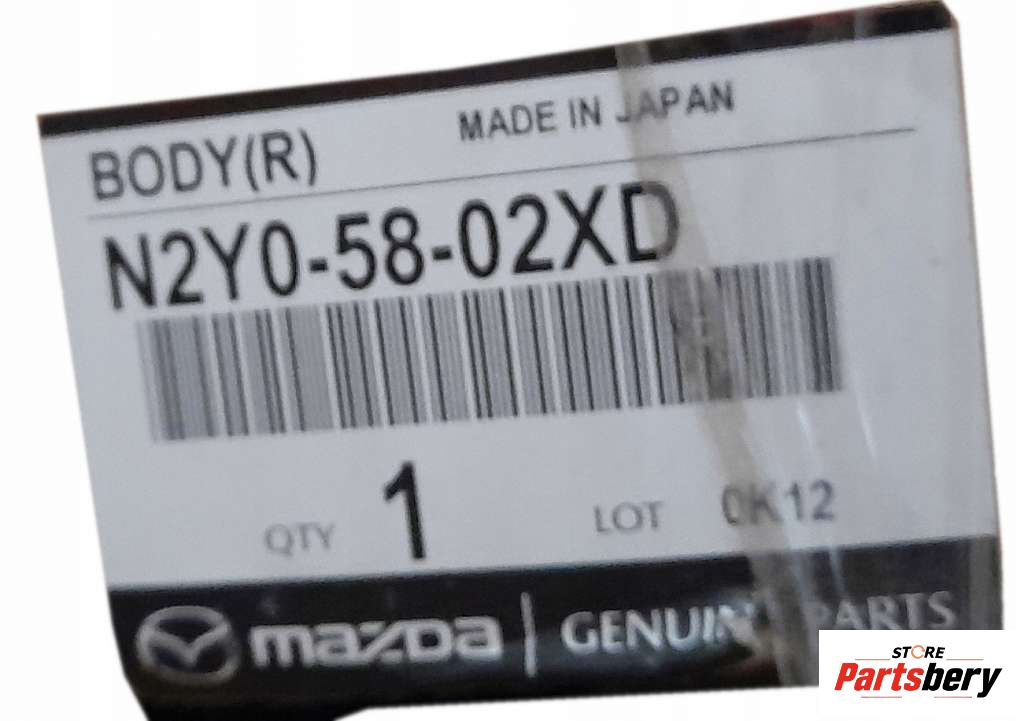 BODY(R) MADE IN JAPAN
N2Y0-58-02XD
QTY 1 LOT 0K12
mazda | GENUINE PARTS
STORE
Partsbery